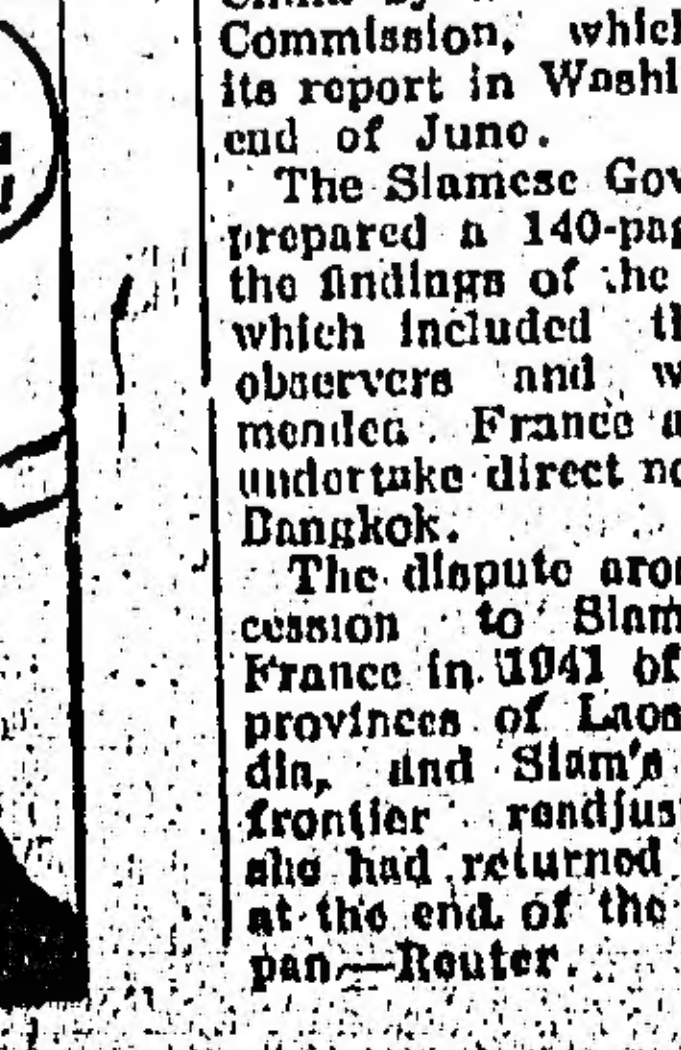 Commission, which
its report in Washi
end of June.
The Siamese Gov
prepared a 140-pag
the findings of the
which included th
observers and w
France a
undertake direct ne
Bangkok.
The dispute aro
cession to Siam
France in 1941 of
provinces of Laos
dia, and Siam's
frontier readjus
she had returned
at the end of the
pan.—Reuter.